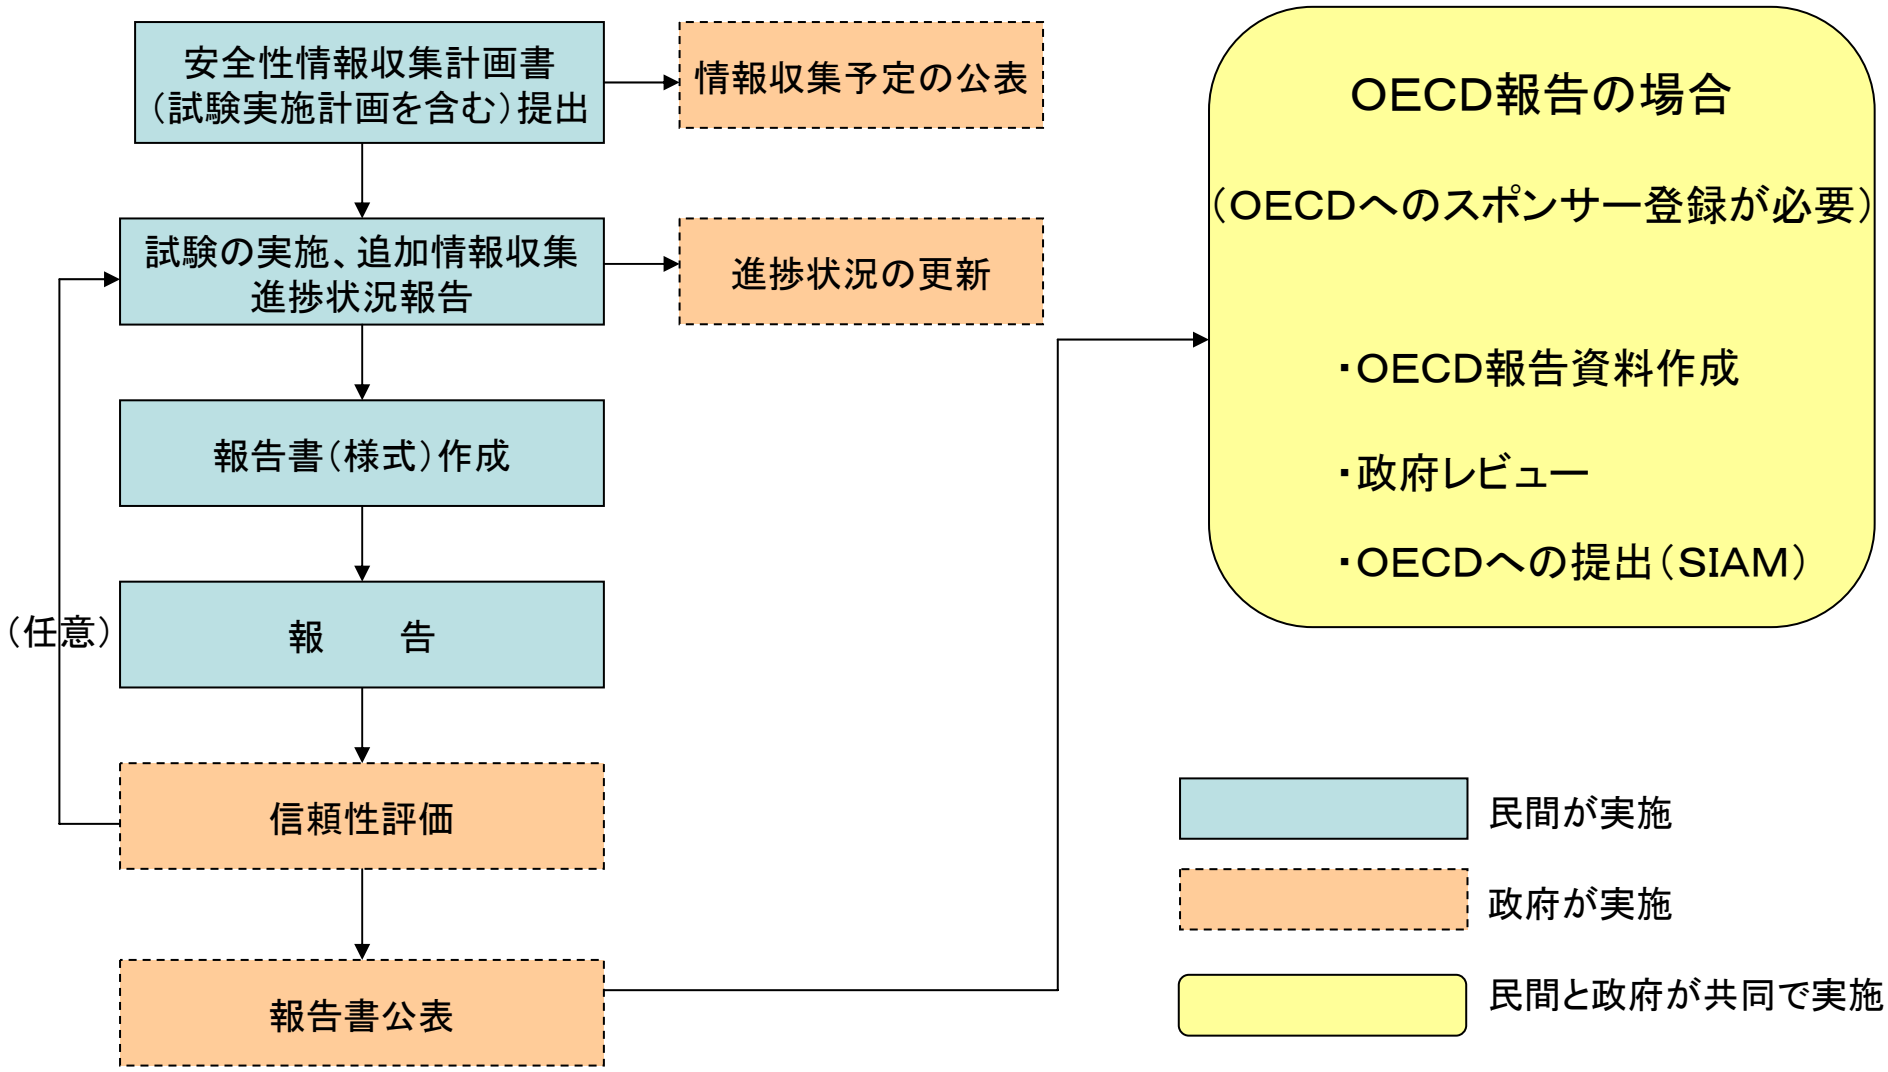 安全性情報収集計画書
（試験実施計画を含む）提出
情報収集予定の公表
試験の実施、追加情報収集
進捗状況報告
進捗状況の更新
報告書（様式）作成
報　　告
（任意）
信頼性評価
報告書公表
ＯＥＣＤ報告の場合
（ＯＥＣＤへのスポンサー登録が必要）
・ＯＥＣＤ報告資料作成
・政府レビュー
・ＯＥＣＤへの提出（ＳＩＡＭ）
民間が実施
政府が実施
民間と政府が共同で実施